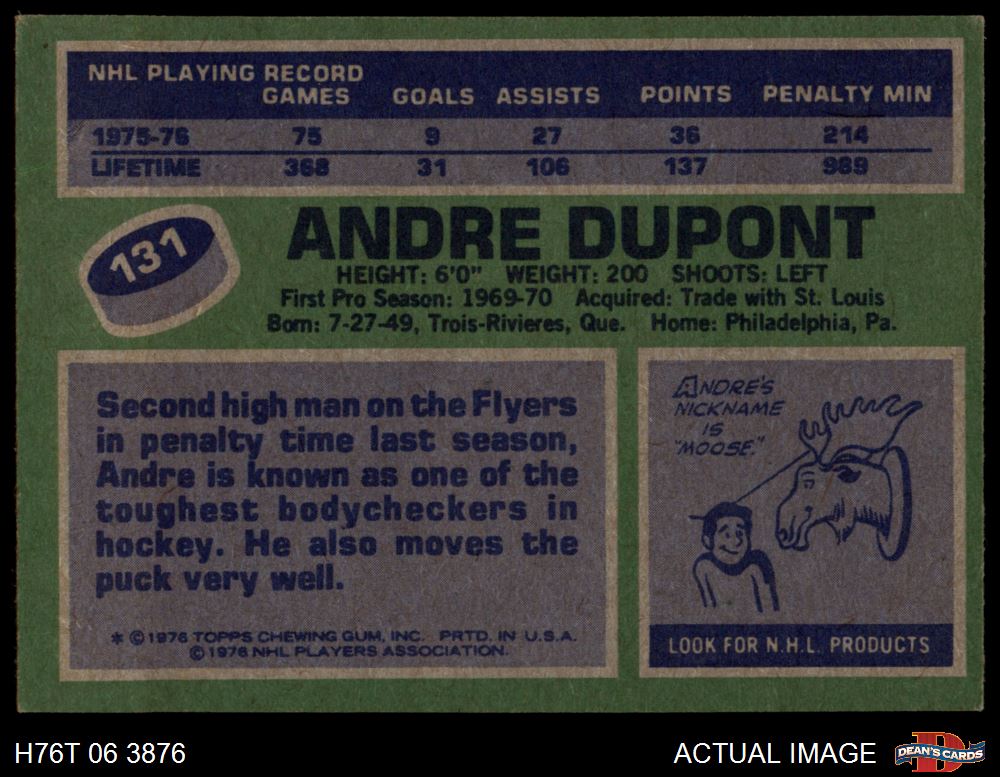 NHL PLAYING RECORD
GAMES GOALS ASSISTS POINTS PENALTY MIN
1975-76 75 9 27 36 214
LIFETIME 368 31 106 137 989
131
ANDRE DUPONT
HEIGHT: 6'0" WEIGHT: 200 SHOOTS: LEFT
First Pro Season: 1969-70 Acquired: Trade with St. Louis
Born: 7-27-49, Trois-Rivieres, Que. Home: Philadelphia, Pa.
Second high man on the Flyers
in penalty time last season,
Andre is known as one of the
toughest bodycheckers in
hockey. He also moves the
puck very well.
* © 1976 TOPPS CHEWING GUM, INC. PRTD. IN U.S.A.
© 1976 NHL PLAYERS ASSOCIATION.
ANDRE'S
NICKNAME
IS
"MOOSE."
LOOK FOR N.H.L. PRODUCTS
H76T 06 3876
ACTUAL IMAGE
D
DEAN'S CARDS